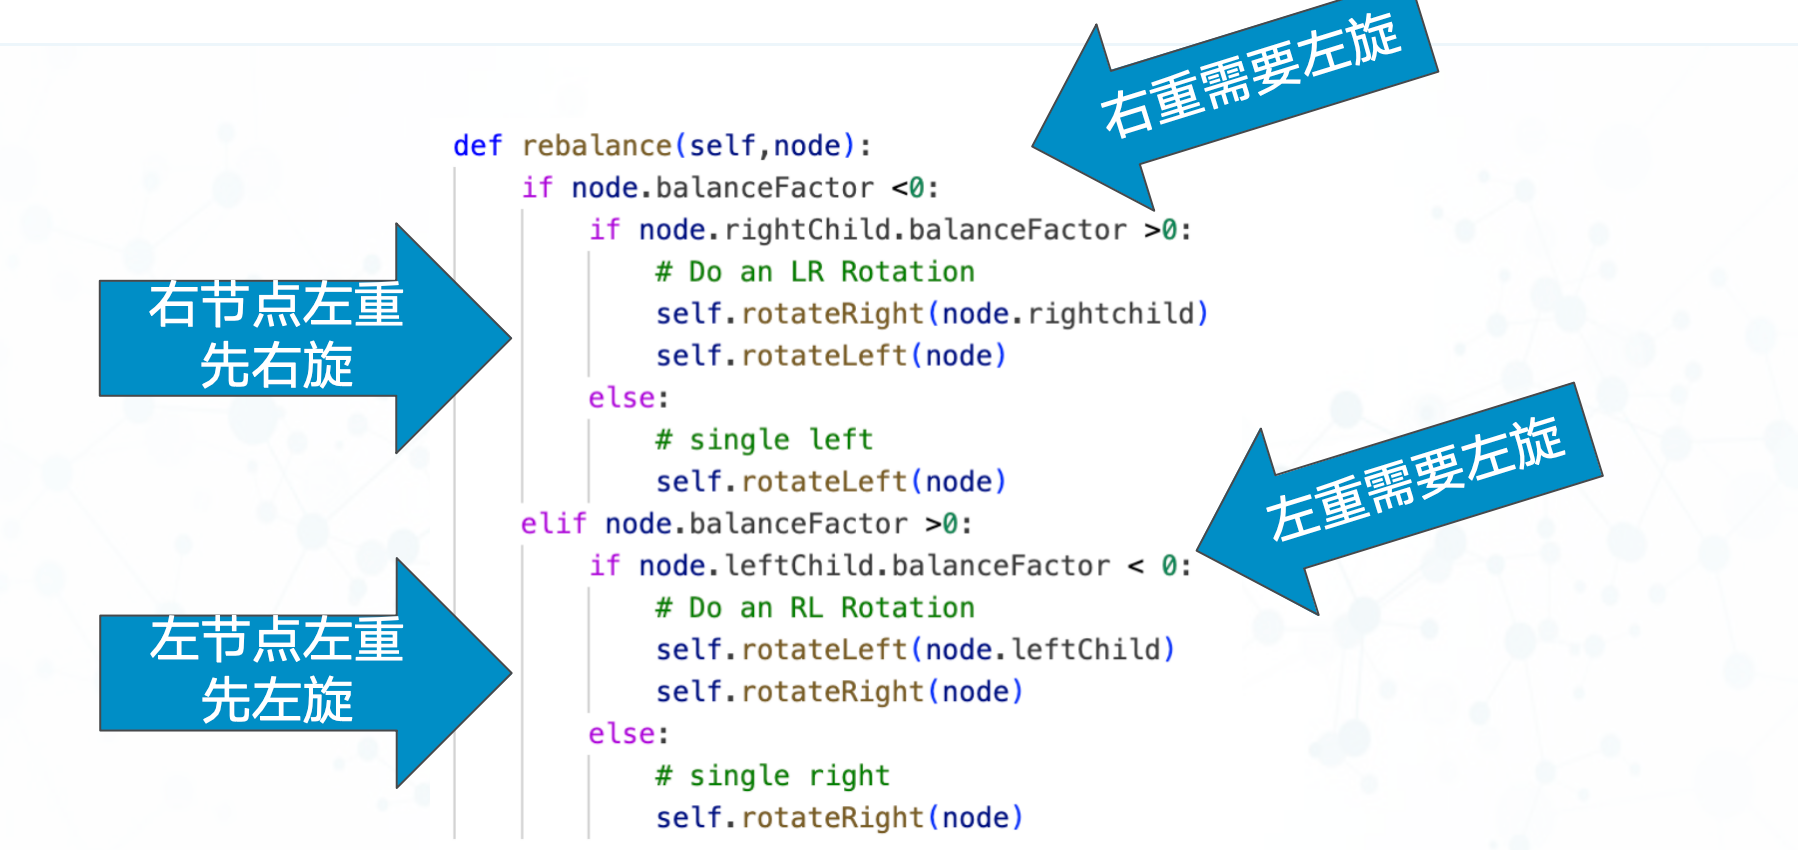 右重需要左旋
def rebalance(self,node):
    if node.balanceFactor <0:
        if node.rightChild.balanceFactor >0:
            # Do an LR Rotation
            self.rotateRight(node.rightchild)
            self.rotateLeft(node)
        else:
            # single left
            self.rotateLeft(node)
    elif node.balanceFactor >0:
        if node.leftChild.balanceFactor < 0:
            # Do an RL Rotation
            self.rotateLeft(node.leftChild)
            self.rotateRight(node)
        else:
            # single right
            self.rotateRight(node)
右节点左重
先右旋
左重需要左旋
左节点左重
先左旋